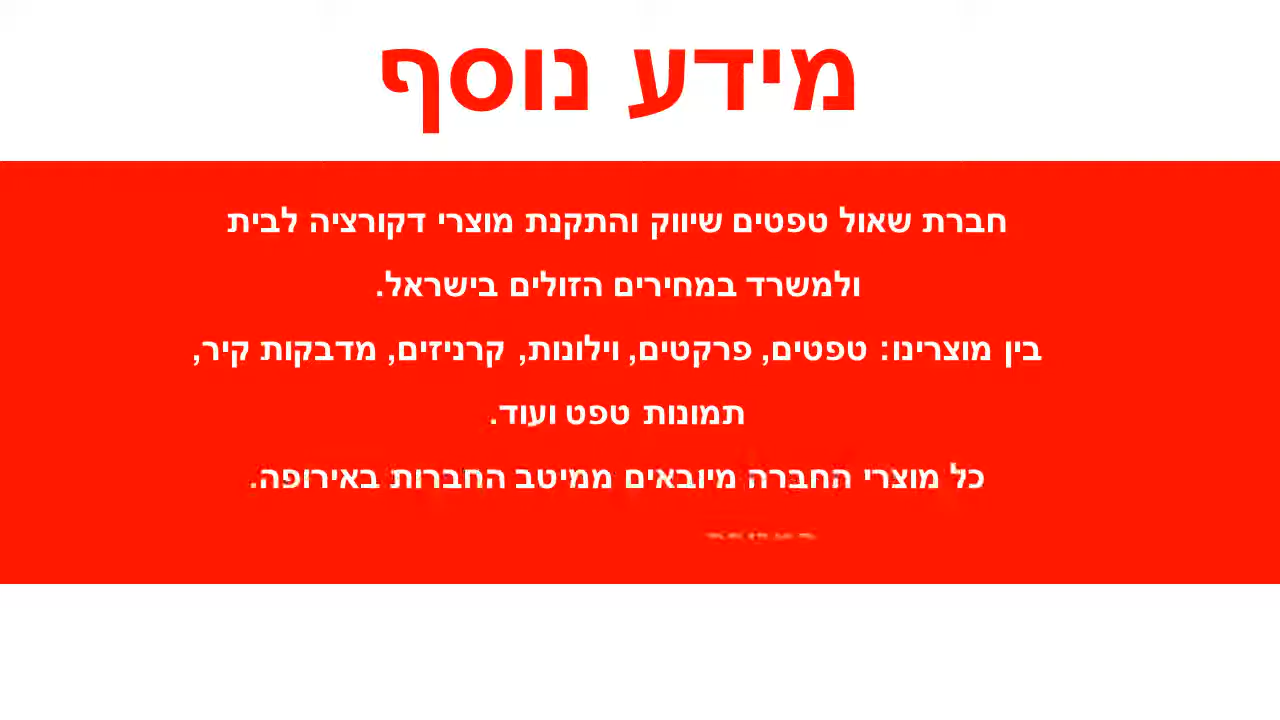 מידע נוסף
חברת שאול טפטים שיווק והתקנת מוצרי דקורציה לבית
ולמשרד במחירים הזולים בישראל.
בין מוצרינו: טפטים, פרקטים, וילונות, קרניזים, מדבקות קיר,
תמונות טפט ועוד.
כל מוצרי החברה מיובאים ממיטב החברות באירופה.